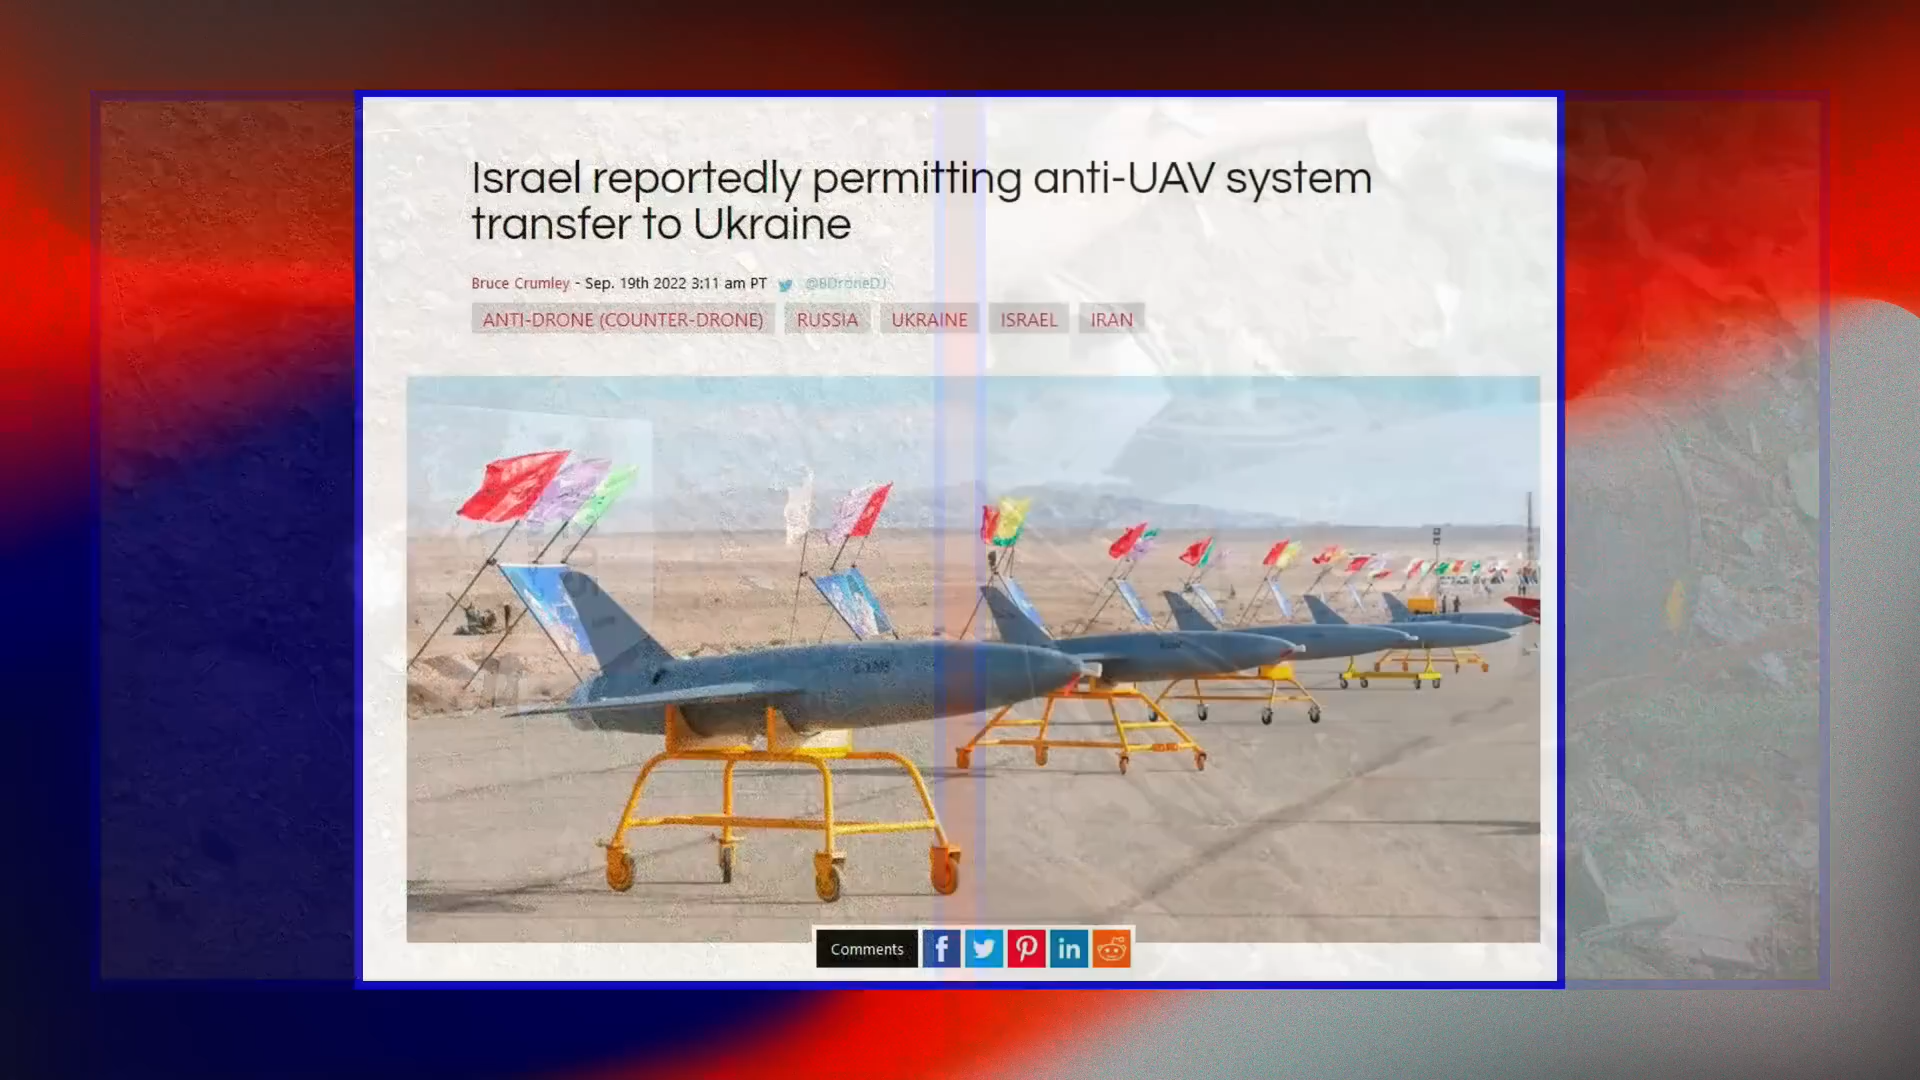 Israel reportedly permitting anti-UAV system
transfer to Ukraine
Bruce Crumley - Sep. 19th 2022 3:11 am PT @BDroneDJ
ANTI-DRONE (COUNTER-DRONE) RUSSIA UKRAINE ISRAEL IRAN
Comments